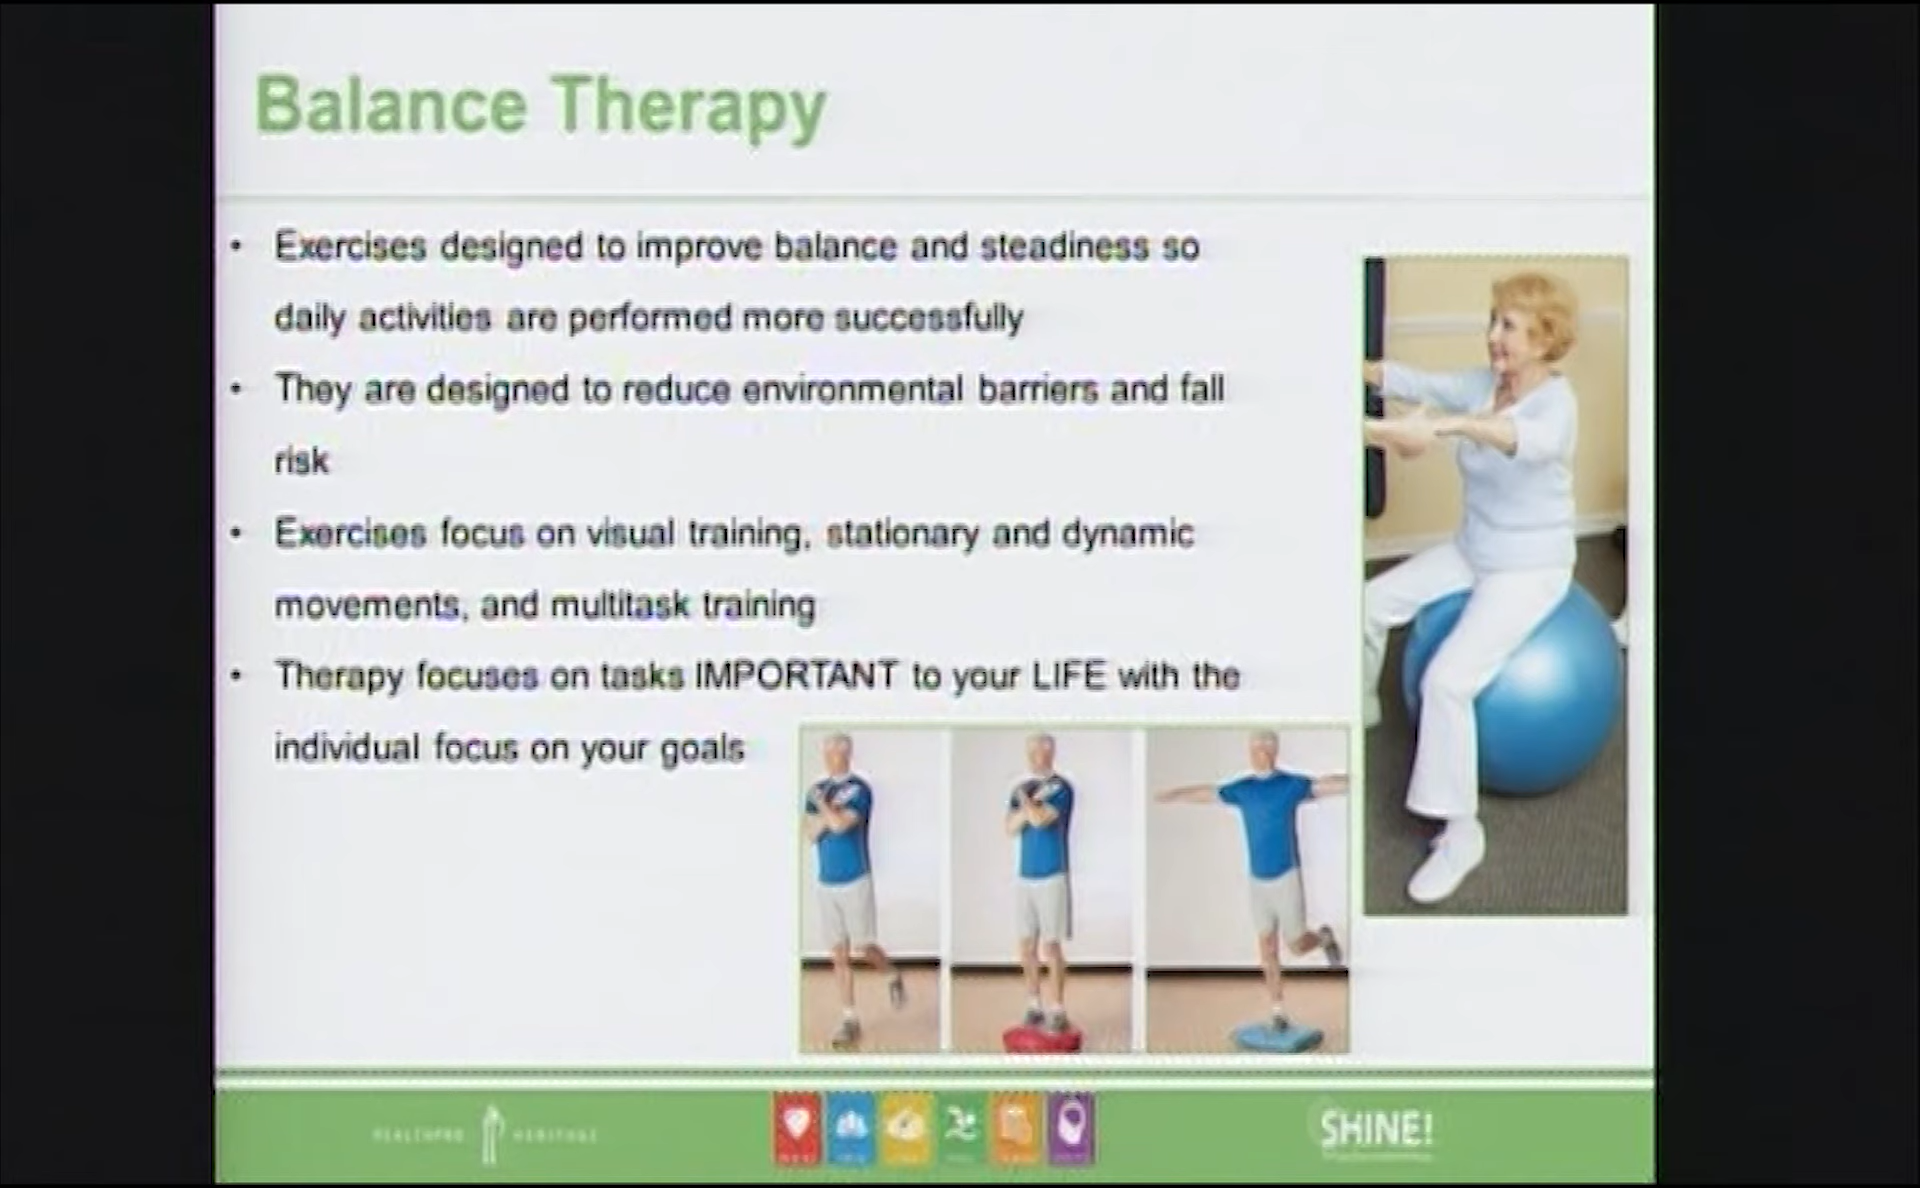 Balance Therapy
• Exercises designed to improve balance and steadiness so
daily activities are performed more successfully
• They are designed to reduce environmental barriers and fall
risk
• Exercises focus on visual training, stationary and dynamic
movements, and multitask training
• Therapy focuses on tasks IMPORTANT to your LIFE with the
individual focus on your goals
HEALTHPRO HERITAGE
SHINE!